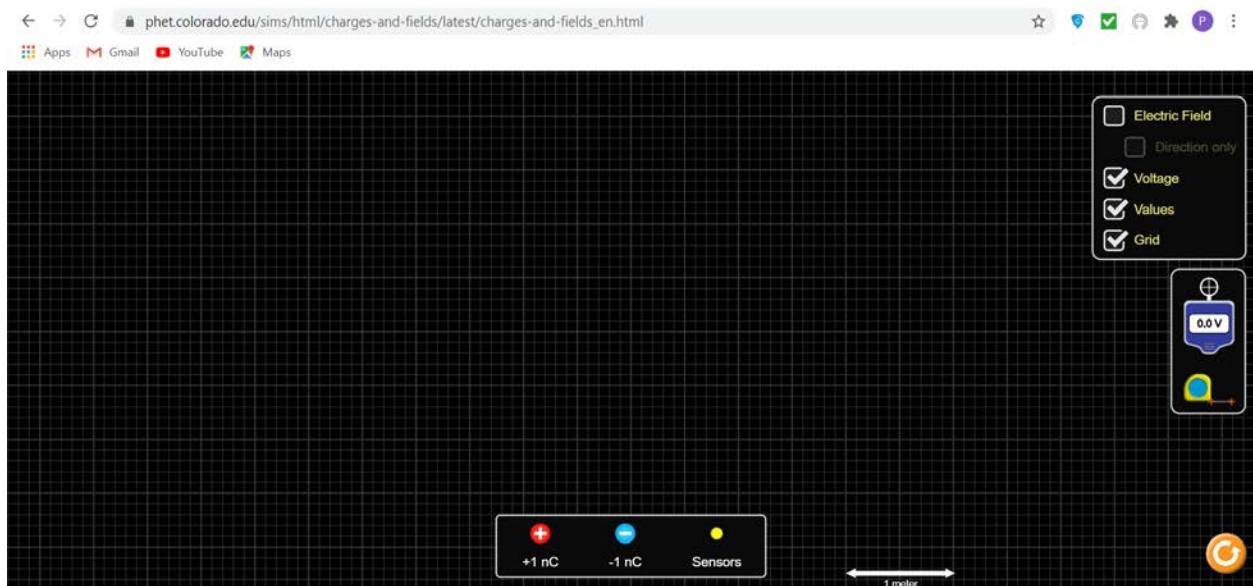 phet.colorado.edu/sims/html/charges-and-fields/latest/charges-and-fields_en.html
P
Apps Gmail YouTube Maps
Electric Field
Direction only
Voltage
Values
Grid
0.0 V
+1 nC -1 nC Sensors
1 meter